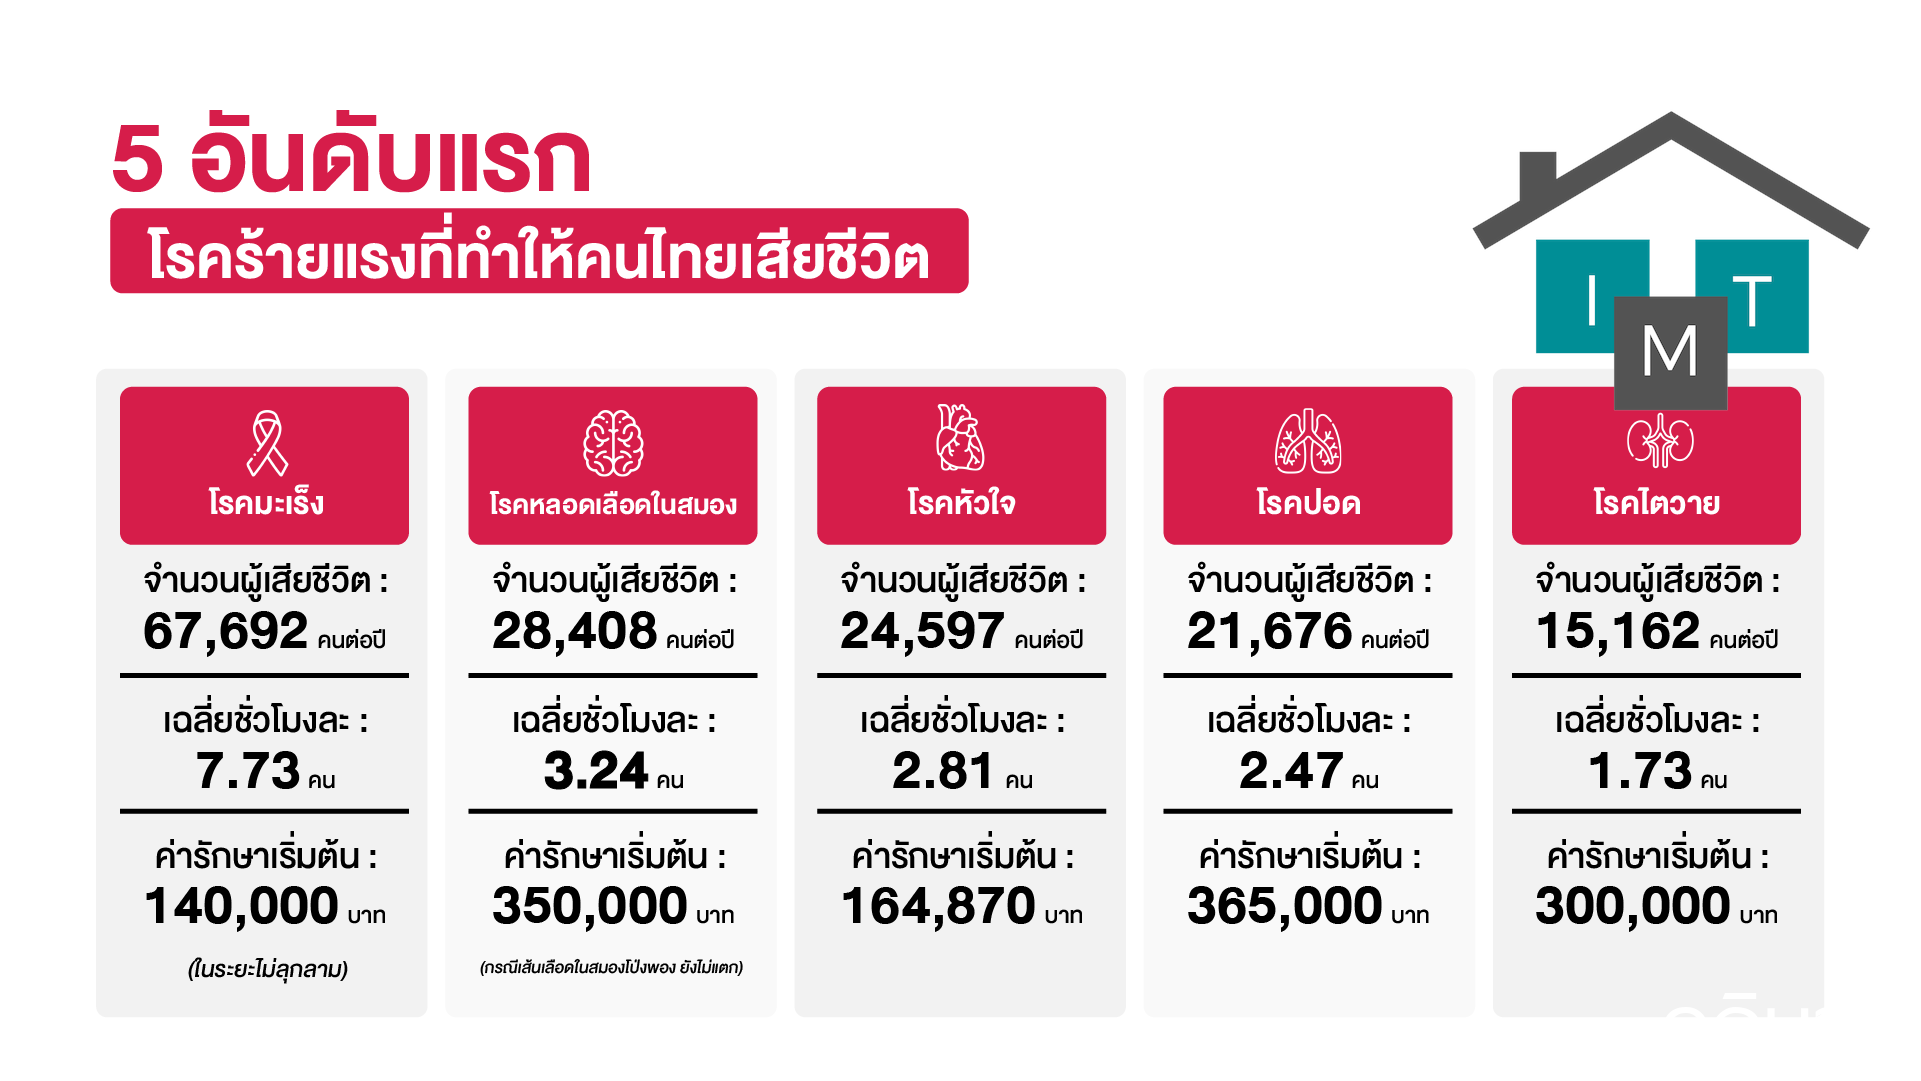 5 อันดับแรก
โรคร้ายแรงที่ทำให้คนไทยเสียชีวิต
I M T
โรคมะเร็ง
จำนวนผู้เสียชีวิต :
67,692 คนต่อปี
เฉลี่ยชั่วโมงละ :
7.73 คน
ค่ารักษาเริ่มต้น :
140,000 บาท
(ในระยะไม่ลุกลาม)
โรคหลอดเลือดในสมอง
จำนวนผู้เสียชีวิต :
28,408 คนต่อปี
เฉลี่ยชั่วโมงละ :
3.24 คน
ค่ารักษาเริ่มต้น :
350,000 บาท
(กรณีเส้นเลือดในสมองโป่งพอง ยังไม่แตก)
โรคหัวใจ
จำนวนผู้เสียชีวิต :
24,597 คนต่อปี
เฉลี่ยชั่วโมงละ :
2.81 คน
ค่ารักษาเริ่มต้น :
164,870 บาท
โรคปอด
จำนวนผู้เสียชีวิต :
21,676 คนต่อปี
เฉลี่ยชั่วโมงละ :
2.47 คน
ค่ารักษาเริ่มต้น :
365,000 บาท
โรคไตวาย
จำนวนผู้เสียชีวิต :
15,162 คนต่อปี
เฉลี่ยชั่วโมงละ :
1.73 คน
ค่ารักษาเริ่มต้น :
300,000 บาท